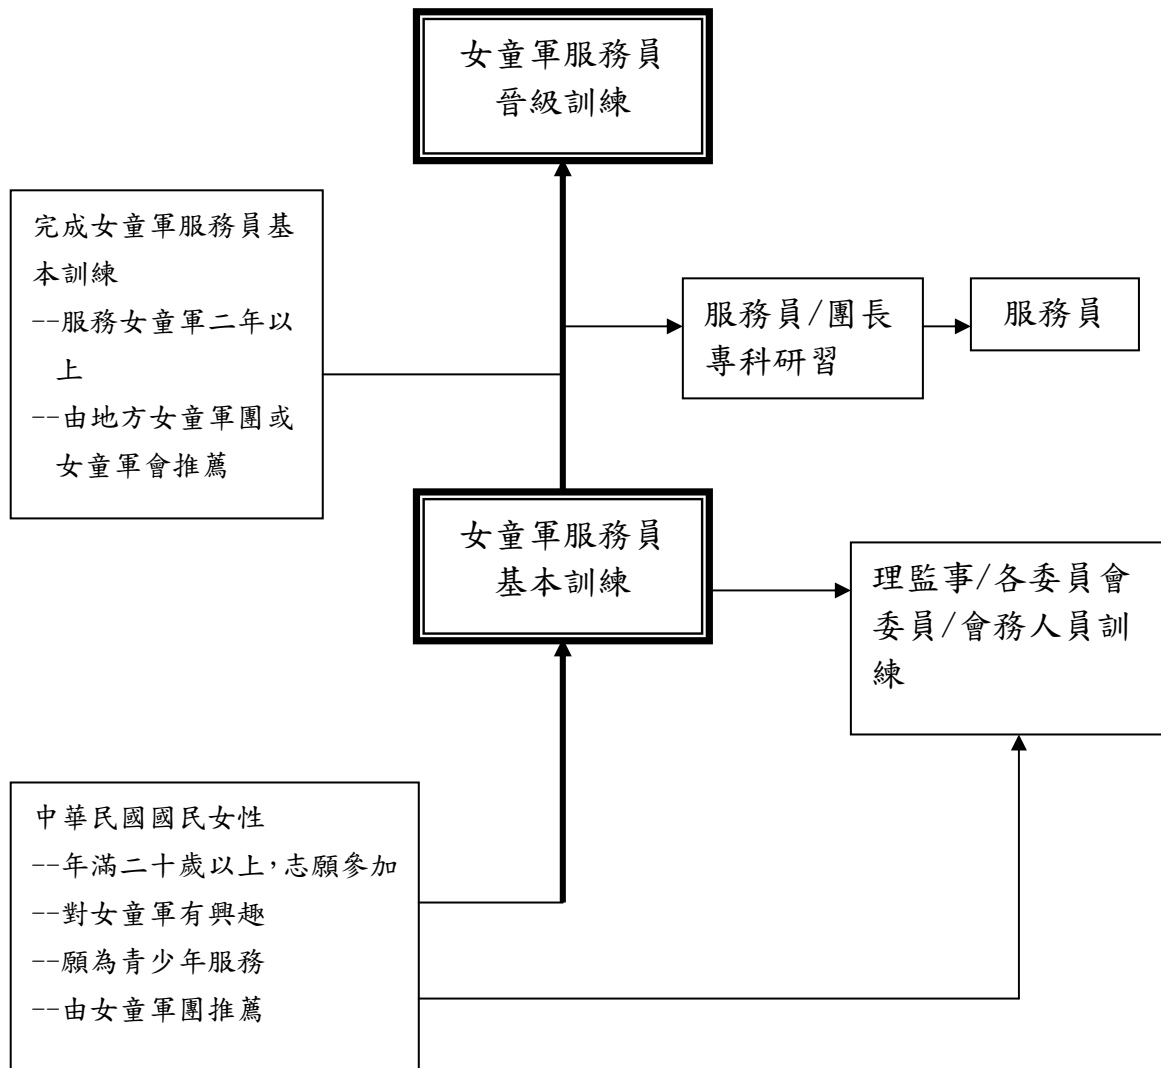 女童軍服務員
晉級訓練
完成女童軍服務員基
本訓練
--服務女童軍二年以
上
--由地方女童軍團或
女童軍會推薦
服務員/團長
專科研習
服務員
女童軍服務員
基本訓練
理監事/各委員會
委員/會務人員訓
練
中華民國國民女性
--年滿二十歲以上,志願參加
--對女童軍有興趣
--願為青少年服務
--由女童軍團推薦